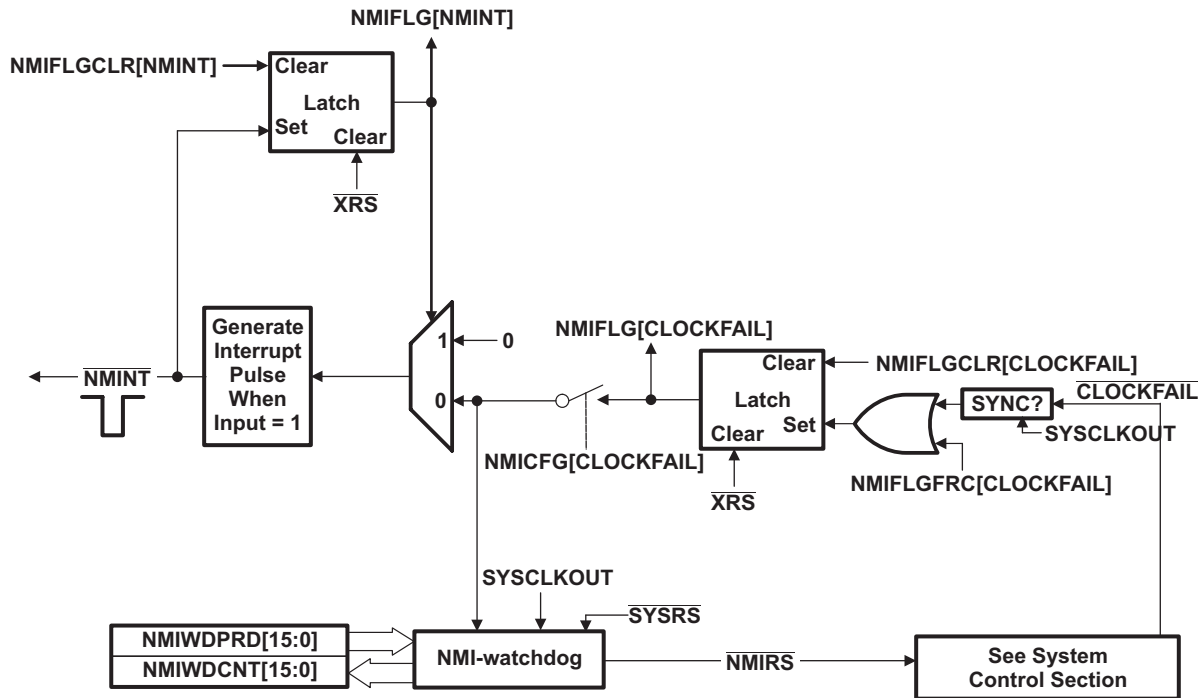 NMIFLG[NMINT]
NMIFLGCLR[NMINT]
Clear
Latch
Set
Clear
XRS
Generate
Interrupt
Pulse
When
Input = 1
NMINT
1
0
0
NMIFLG[CLOCKFAIL]
NMICFG[CLOCKFAIL]
Clear
Latch
Clear
Set
XRS
NMIFLGCLR[CLOCKFAIL]
CLOCKFAIL
SYNC?
SYSCLKOUT
NMIFLGFRC[CLOCKFAIL]
SYSCLKOUT
SYSRS
NMIWDPRD[15:0]
NMIWDCNT[15:0]
NMI-watchdog
NMIRS
See System
Control Section